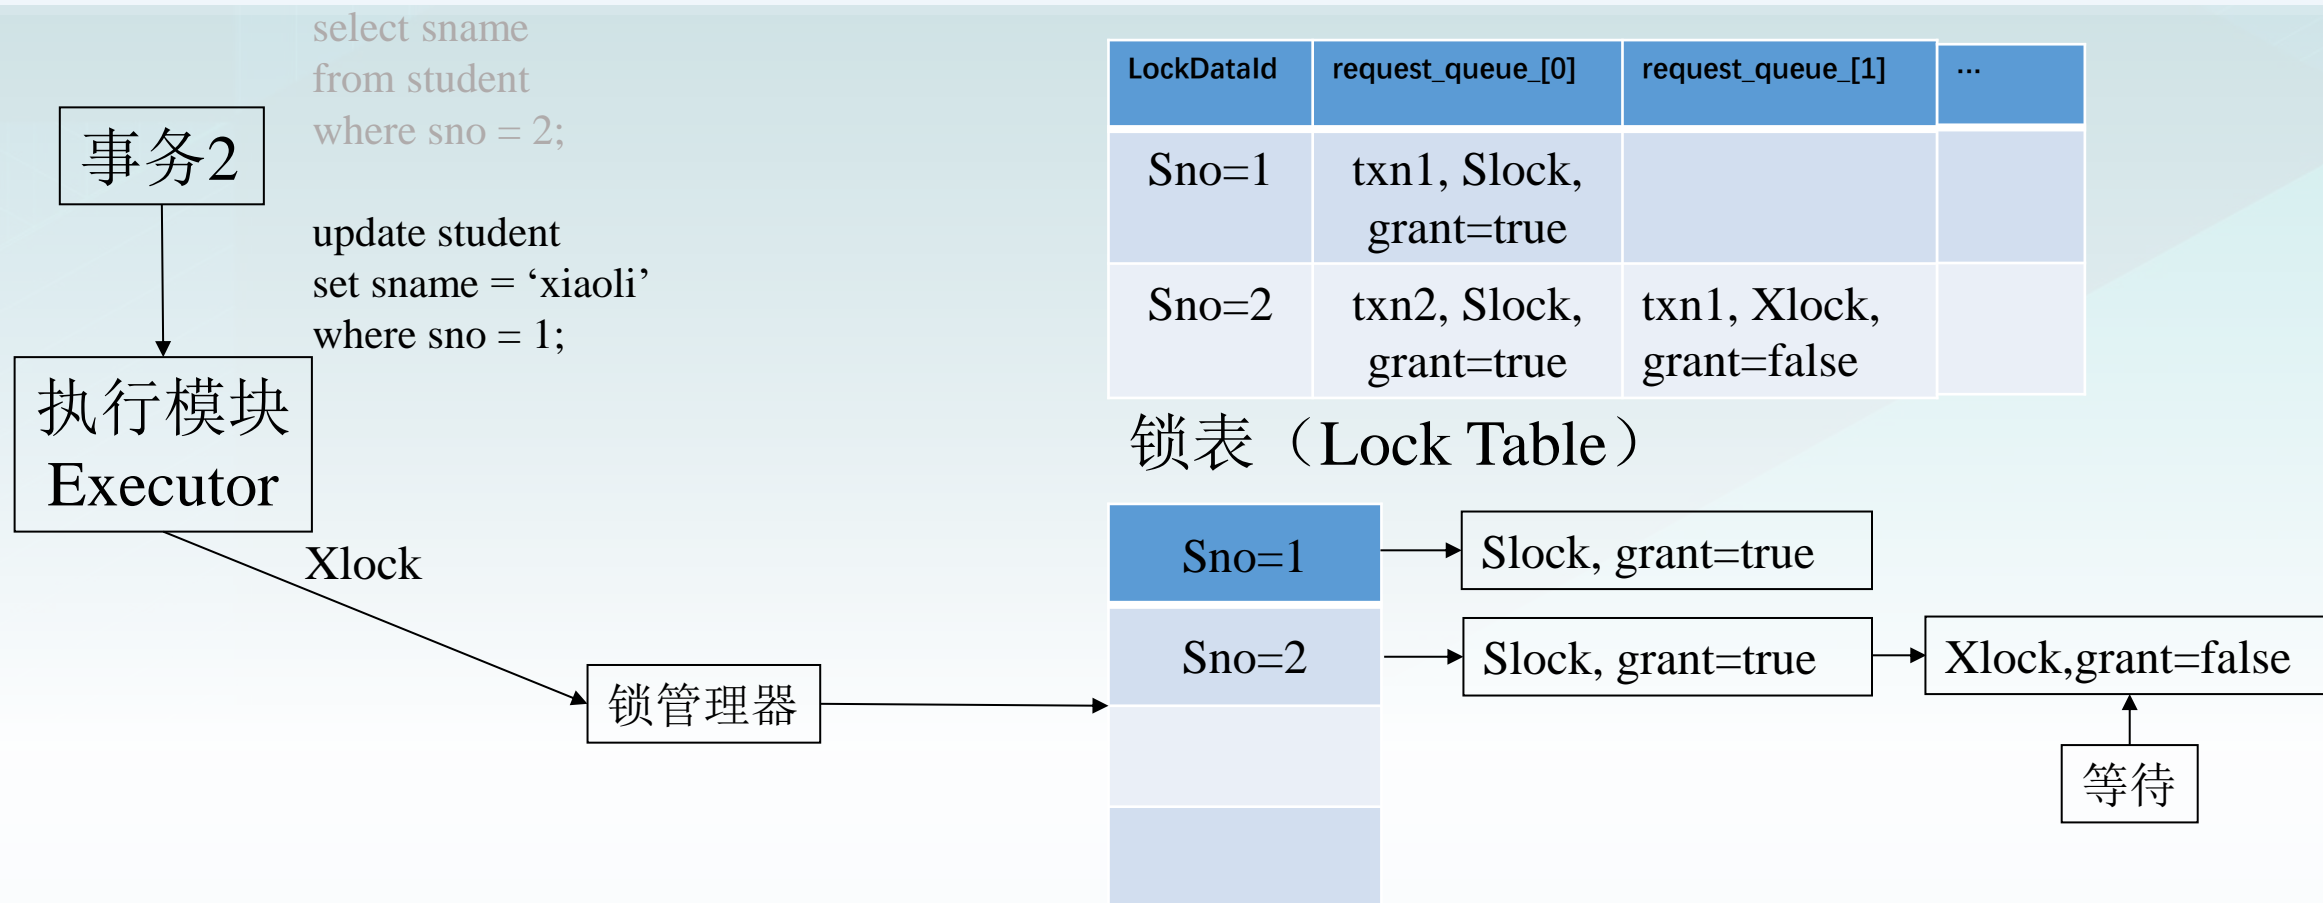 select sname
from student
where sno = 2;
事务2
update student
set sname = ‘xiaoli’
where sno = 1;
执行模块
Executor
Xlock
锁管理器
LockDataId request_queue_[0] request_queue_[1] ...
Sno=1 txn1, Slock,
grant=true
Sno=2 txn2, Slock, txn1, Xlock,
grant=true grant=false
锁表（Lock Table）
Sno=1 Slock, grant=true
Sno=2 Slock, grant=true Xlock,grant=false
等待